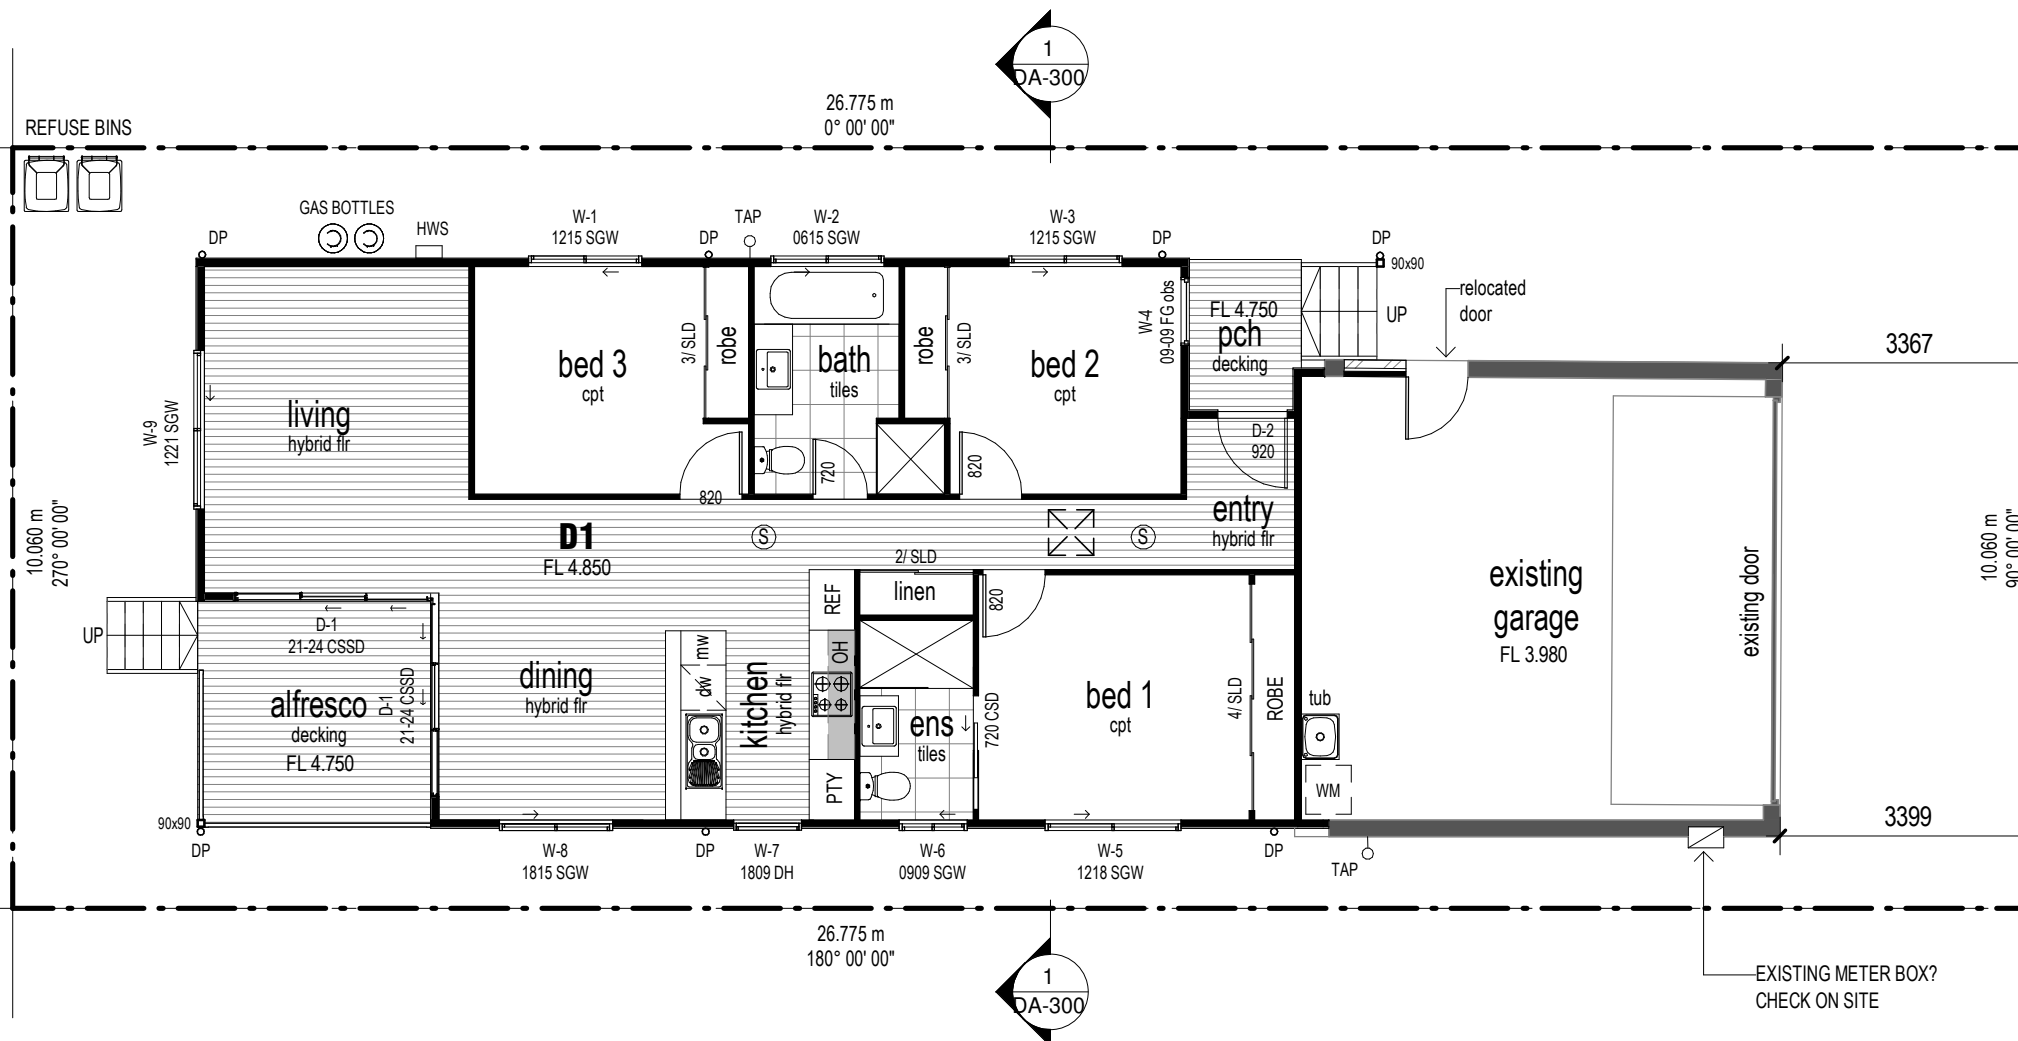 1
DA-300
26.775 m
0° 00' 00"
REFUSE BINS
GAS BOTTLES
HWS
DP
W-1
1215 SGW
DP
TAP
W-2
0615 SGW
W-3
1215 SGW
DP
DP
90x90
relocated
door
UP
3367
FL 4.750
pch
decking
W-4
09-09 FG obs
bed 3
cpt
3/ SLD
robe
bath
tiles
robe
3/ SLD
bed 2
cpt
living
hybrid flr
W-9
1221 SGW
D-2
920
820
720
820
10.060 m
270° 00' 00"
D1
FL 4.850
S
S
entry
hybrid flr
2/ SLD
linen
820
REF
existing
garage
FL 3.980
existing door
10.060 m
90° 00' 00"
UP
D-1
21-24 CSSD
D-1
21-24 CSSD
alfresco
decking
FL 4.750
dining
hybrid flr
mw
dw
kitchen
hybrid flr
OH
PTY
ens
tiles
720 CSD
bed 1
cpt
4/ SLD
ROBE
tub
WM
90x90
DP
W-8
1815 SGW
DP
W-7
1809 DH
W-6
0909 SGW
W-5
1218 SGW
DP
TAP
3399
26.775 m
180° 00' 00"
1
DA-300
EXISTING METER BOX?
CHECK ON SITE